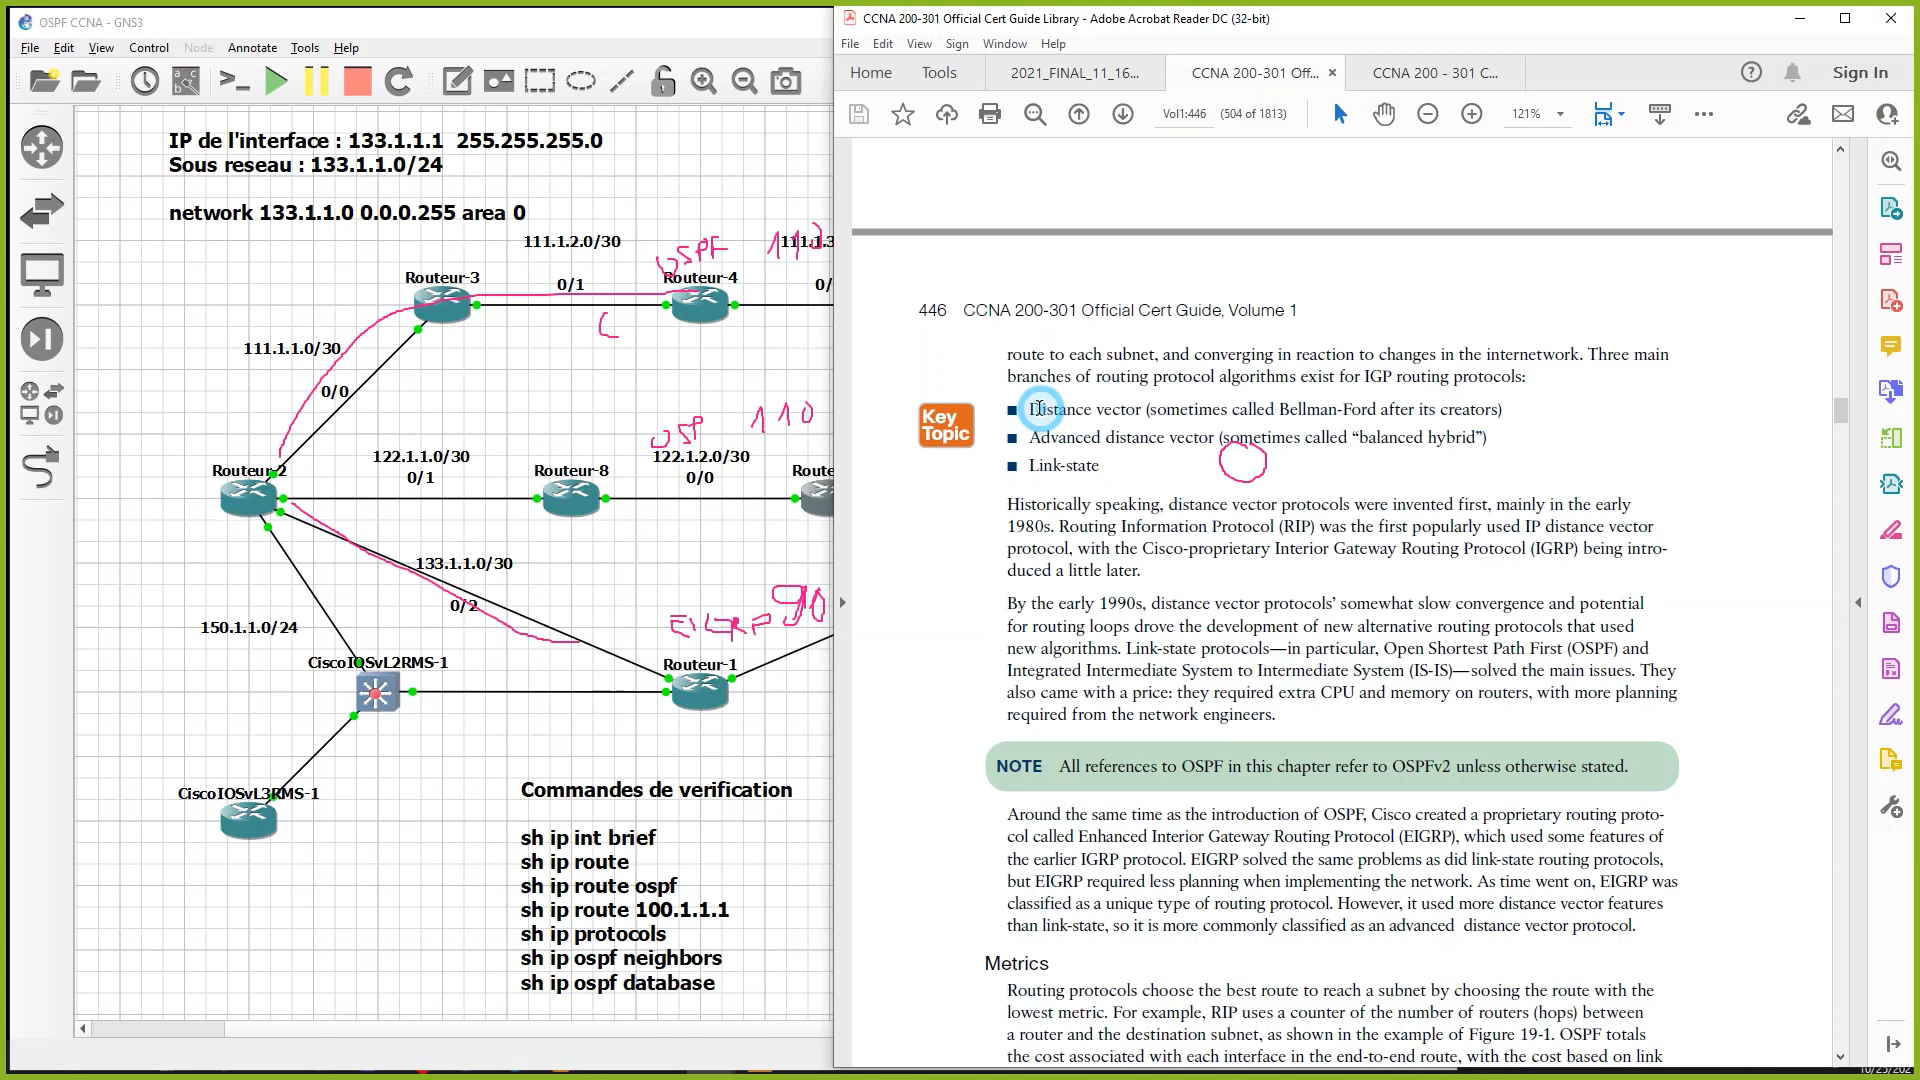 OSPF CCNA - GNS3
File Edit View Control Node Annotate Tools Help
IP de l'interface : 133.1.1.1 255.255.255.0
Sous reseau : 133.1.1.0/24
network 133.1.1.0 0.0.0.255 area 0
111.1.2.0/30
OSPF 110
Routeur-3
0/1
Routeur-4
0/
111.1.1.0/30
0/0
OSP 110
122.1.1.0/30
0/1
Routeur-2
Routeur-8
122.1.2.0/30
0/0
Route
133.1.1.0/30
0/2
EIGRP 90
150.1.1.0/24
CiscoIOSvL2RMS-1
Routeur-1
CiscoIOSvL3RMS-1
Commandes de verification
sh ip int brief
sh ip route
sh ip route ospf
sh ip route 100.1.1.1
sh ip protocols
sh ip ospf neighbors
sh ip ospf database
CCNA 200-301 Official Cert Guide Library - Adobe Acrobat Reader DC (32-bit)
File Edit View Sign Window Help
Home Tools 2021_FINAL_11_16... CCNA 200-301 Off... × CCNA 200 - 301 C... Sign In
Vol1:446 (504 of 1813) 121%
446 CCNA 200-301 Official Cert Guide, Volume 1
route to each subnet, and converging in reaction to changes in the internetwork. Three main
branches of routing protocol algorithms exist for IGP routing protocols:
Key
Topic
■ Distance vector (sometimes called Bellman-Ford after its creators)
■ Advanced distance vector (sometimes called “balanced hybrid”)
■ Link-state
Historically speaking, distance vector protocols were invented first, mainly in the early
1980s. Routing Information Protocol (RIP) was the first popularly used IP distance vector
protocol, with the Cisco-proprietary Interior Gateway Routing Protocol (IGRP) being intro-
duced a little later.
By the early 1990s, distance vector protocols’ somewhat slow convergence and potential
for routing loops drove the development of new alternative routing protocols that used
new algorithms. Link-state protocols—in particular, Open Shortest Path First (OSPF) and
Integrated Intermediate System to Intermediate System (IS-IS)—solved the main issues. They
also came with a price: they required extra CPU and memory on routers, with more planning
required from the network engineers.
NOTE All references to OSPF in this chapter refer to OSPFv2 unless otherwise stated.
Around the same time as the introduction of OSPF, Cisco created a proprietary routing proto-
col called Enhanced Interior Gateway Routing Protocol (EIGRP), which used some features of
the earlier IGRP protocol. EIGRP solved the same problems as did link-state routing protocols,
but EIGRP required less planning when implementing the network. As time went on, EIGRP was
classified as a unique type of routing protocol. However, it used more distance vector features
than link-state, so it is more commonly classified as an advanced distance vector protocol.
Metrics
Routing protocols choose the best route to reach a subnet by choosing the route with the
lowest metric. For example, RIP uses a counter of the number of routers (hops) between
a router and the destination subnet, as shown in the example of Figure 19-1. OSPF totals
the cost associated with each interface in the end-to-end route, with the cost based on link